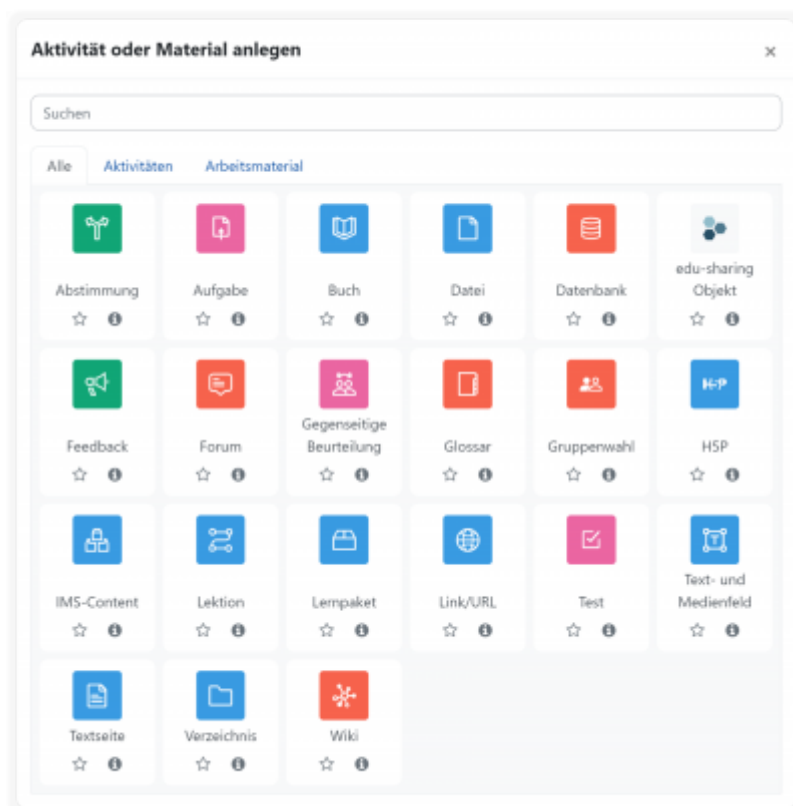 Aktivität oder Material anlegen
×
Suchen
Alle Aktivitäten Arbeitsmaterial
Abstimmung Aufgabe Buch Datei Datenbank edu-sharing
Objekt
Feedback Forum Gegenseitige
Beurteilung Glossar Gruppenwahl H5P
H5P
IMS-Content Lektion Lernpaket Link/URL Test Text- und
Medienfeld
Textseite Verzeichnis Wiki